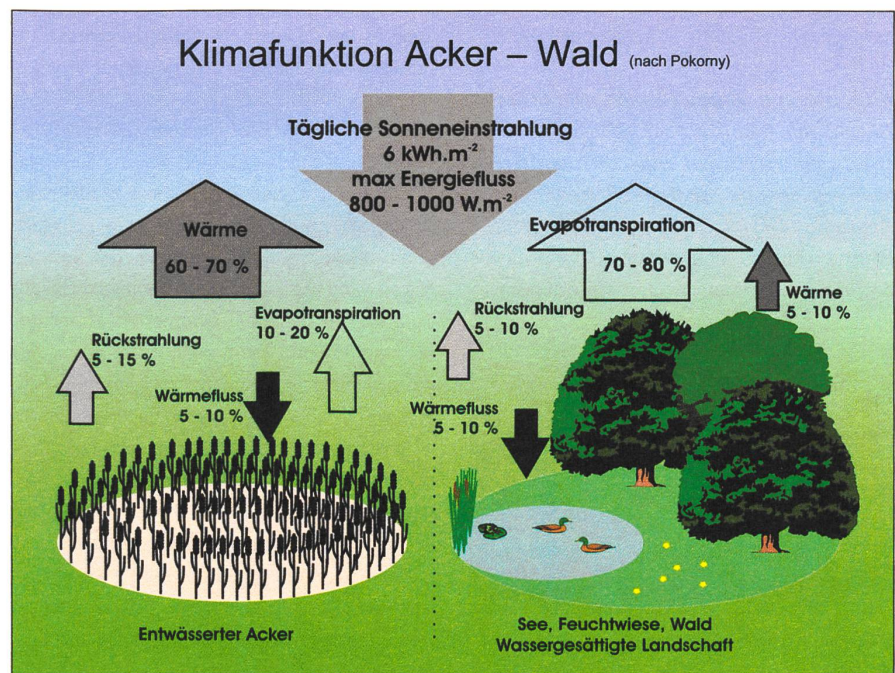 Klimafunktion Acker – Wald (nach Pokorny)
Tägliche Sonneneinstrahlung
6 kWh.m⁻²
max Energiefluss
800 - 1000 W.m⁻²
Wärme
60 - 70 %
Rückstrahlung
5 - 15 %
Evapotranspiration
10 - 20 %
Wärmefluss
5 - 10 %
Entwässerter Acker
Evapotranspiration
70 - 80 %
Wärme
5 - 10 %
Rückstrahlung
5 - 10 %
Wärmefluss
5 - 10 %
See, Feuchtwiese, Wald
Wassergesättigte Landschaft